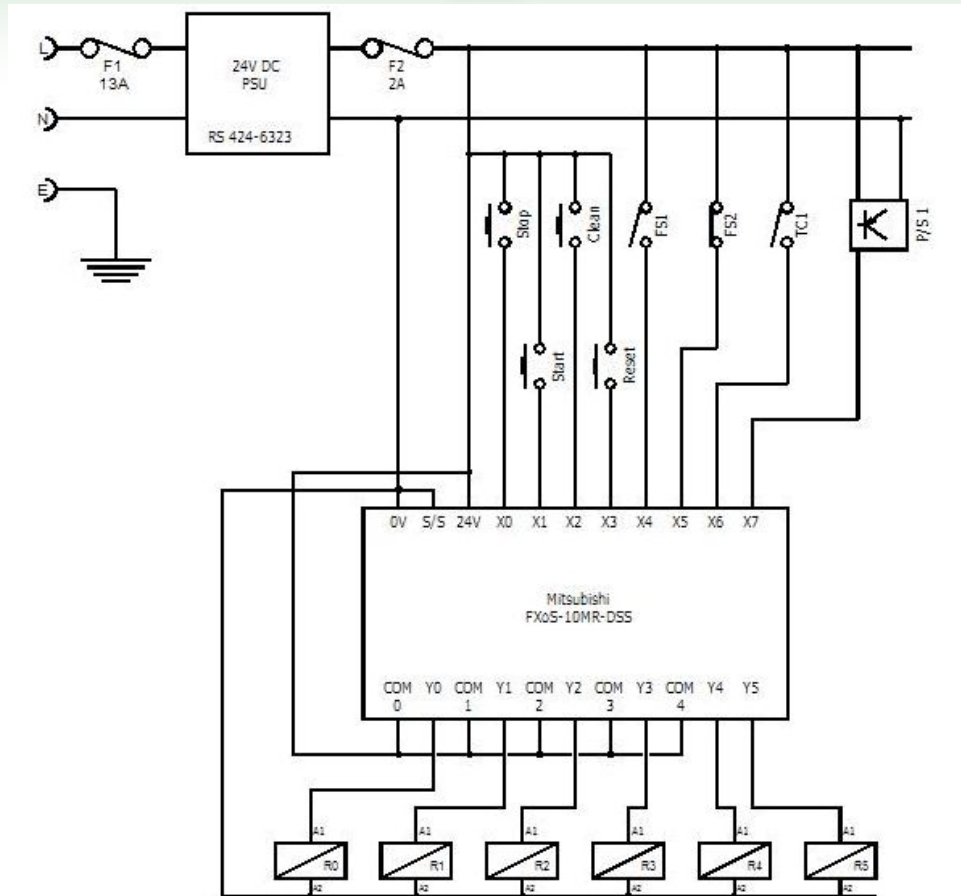 L
F1
13A
24V DC
PSU
RS 424-6323
F2
2A
N
E
Stop
Clean
FS1
FS2
TC1
P/S 1
Start
Reset
0V S/S 24V X0 X1 X2 X3 X4 X5 X6 X7
Mitsubishi
FXoS-10MR-DSS
COM Y0 COM Y1 COM Y2 COM Y3 COM Y4 Y5
0 1 2 3 4
A1 A1 A1 A1 A1 A1
R0 R1 R2 R3 R4 R5
A2 A2 A2 A2 A2 A2